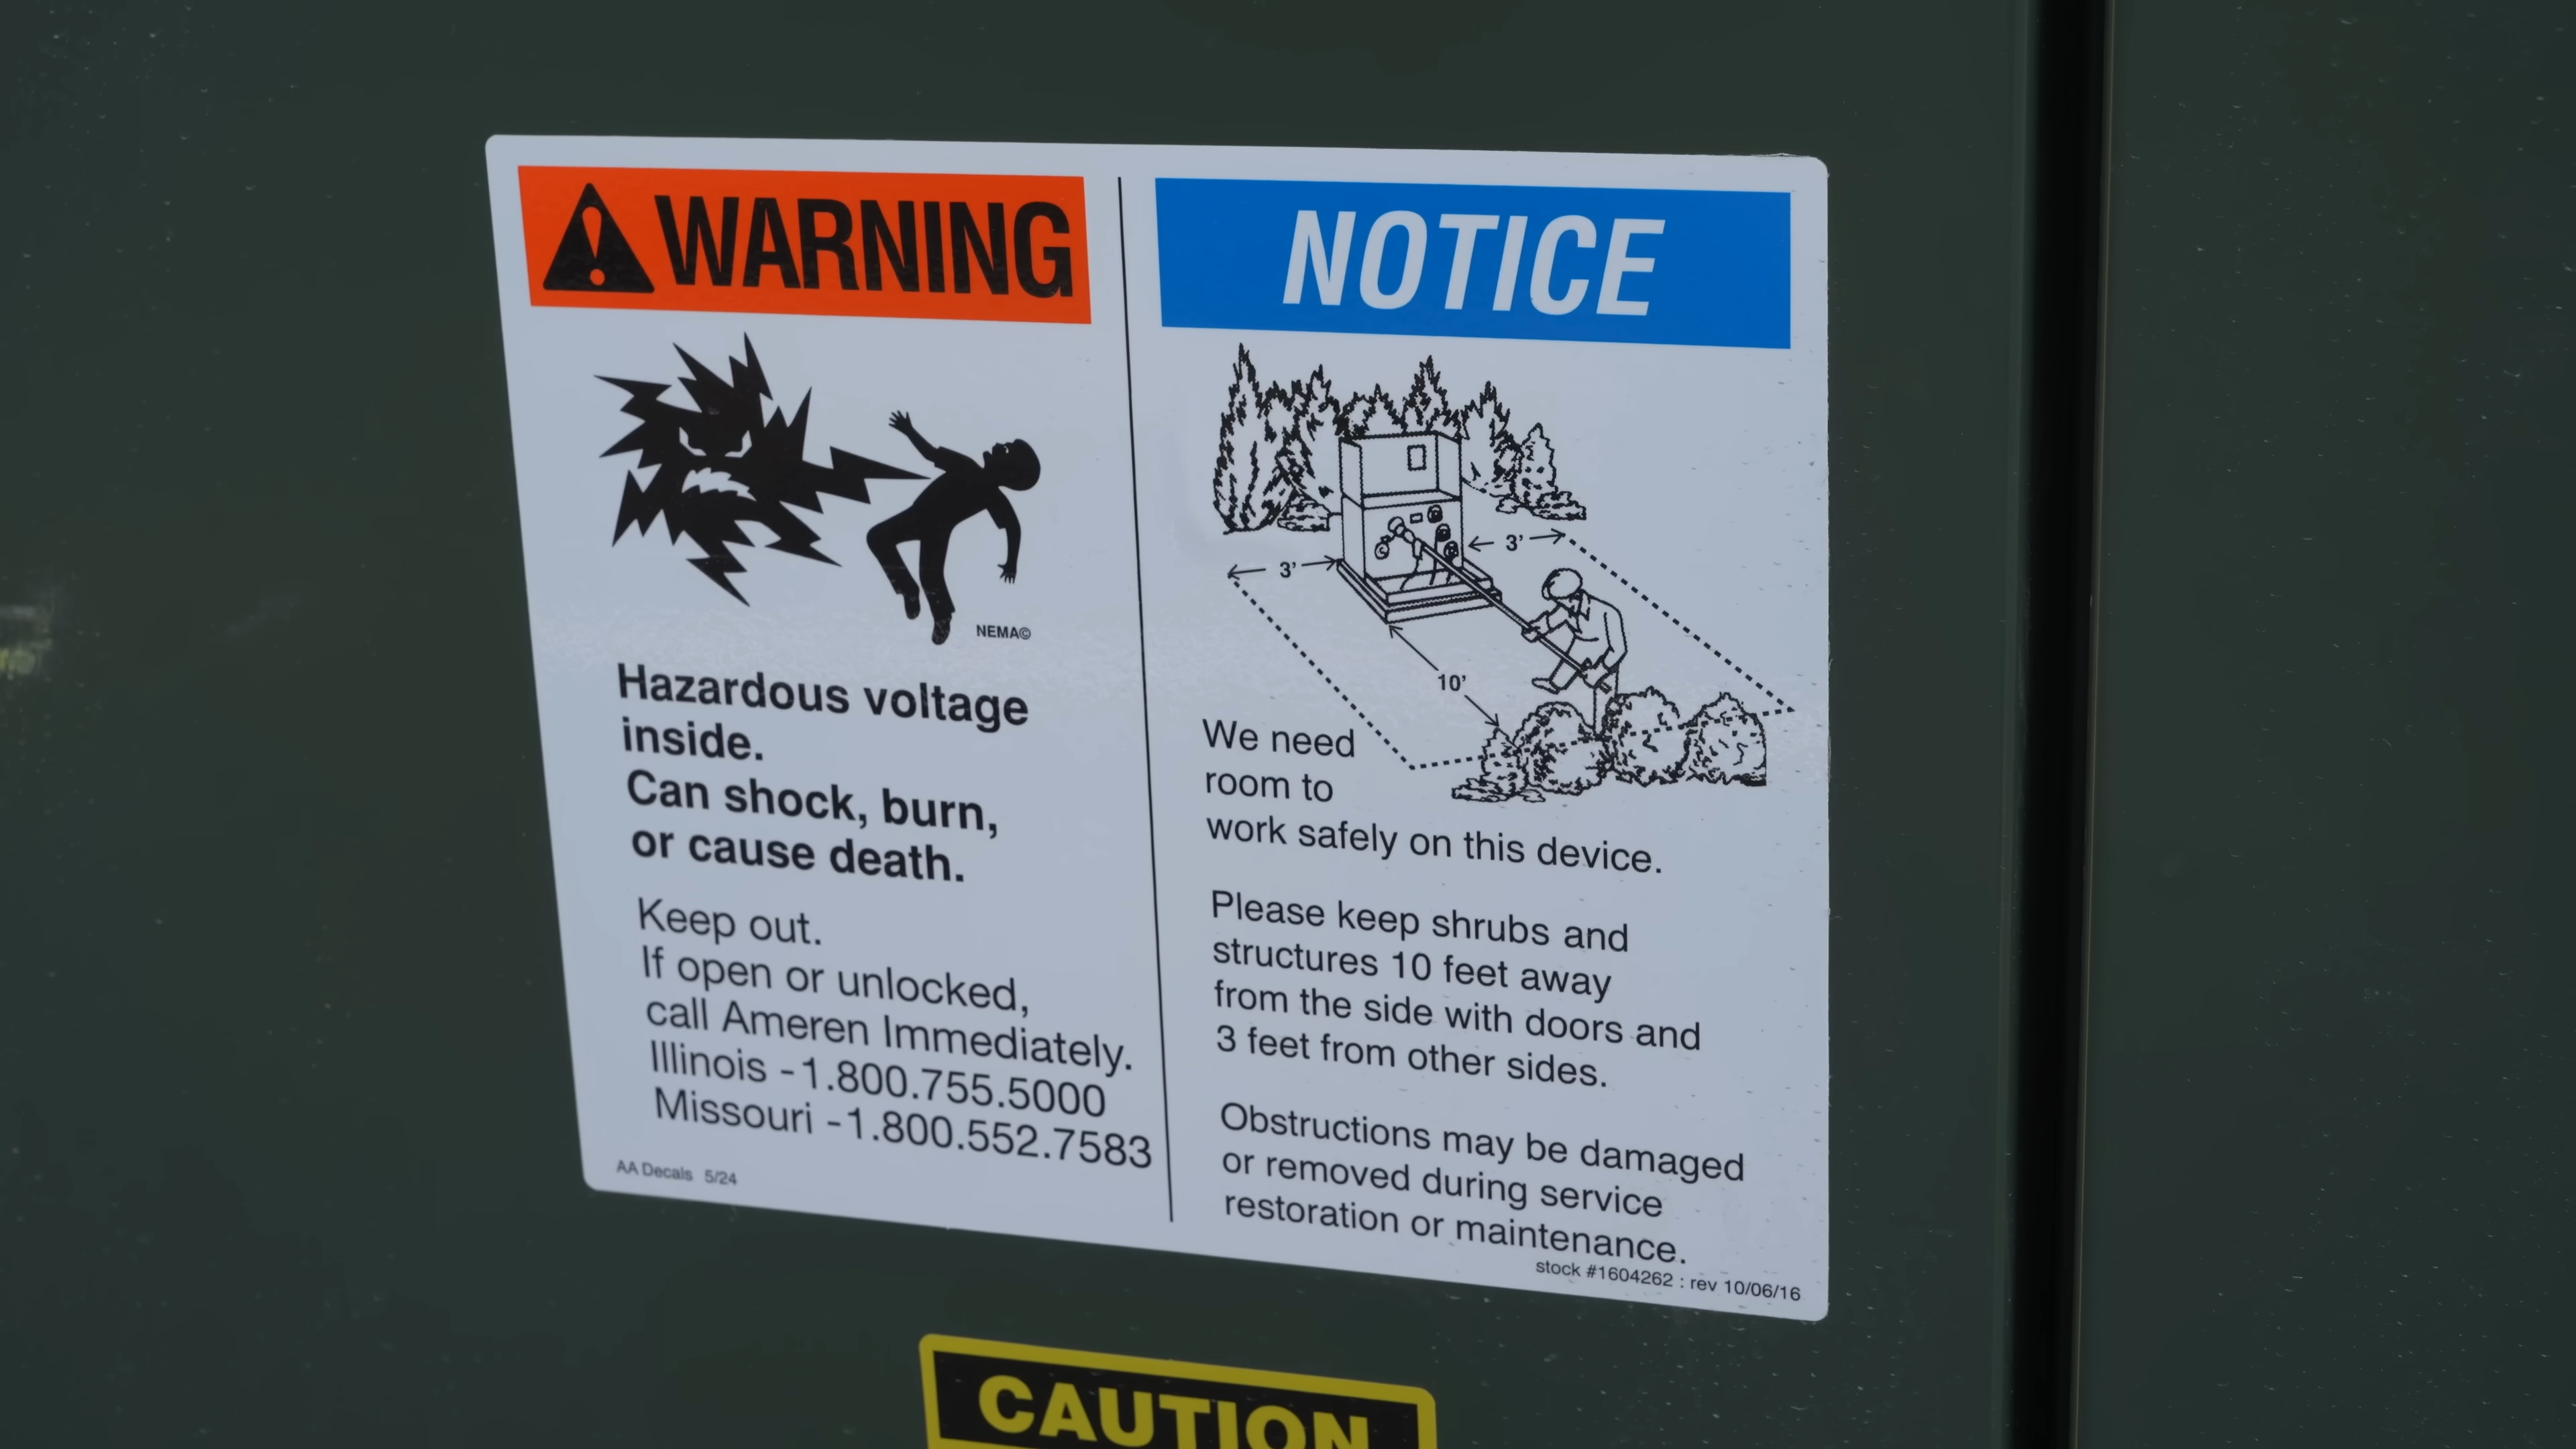 WARNING
NEMA©
Hazardous voltage
inside.
Can shock, burn,
or cause death.
Keep out.
If open or unlocked,
call Ameren Immediately.
Illinois -1.800.755.5000
Missouri -1.800.552.7583
AA Decals 5/24
NOTICE
3'
3'
10'
We need
room to
work safely on this device.
Please keep shrubs and
structures 10 feet away
from the side with doors and
3 feet from other sides.
Obstructions may be damaged
or removed during service
restoration or maintenance.
stock #1604262 : rev 10/06/16
CAUTION